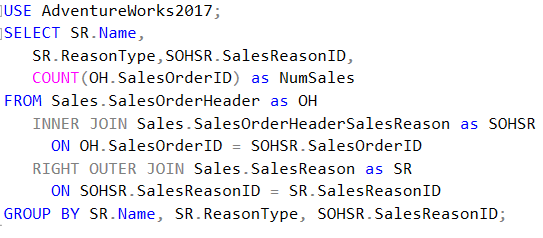 USE AdventureWorks2017;
SELECT SR.Name,
SR.ReasonType,SOHSR.SalesReasonID,
COUNT(OH.SalesOrderID) as NumSales
FROM Sales.SalesOrderHeader as OH
INNER JOIN Sales.SalesOrderHeaderSalesReason as SOHSR
ON OH.SalesOrderID = SOHSR.SalesOrderID
RIGHT OUTER JOIN Sales.SalesReason as SR
ON SOHSR.SalesReasonID = SR.SalesReasonID
GROUP BY SR.Name, SR.ReasonType, SOHSR.SalesReasonID;